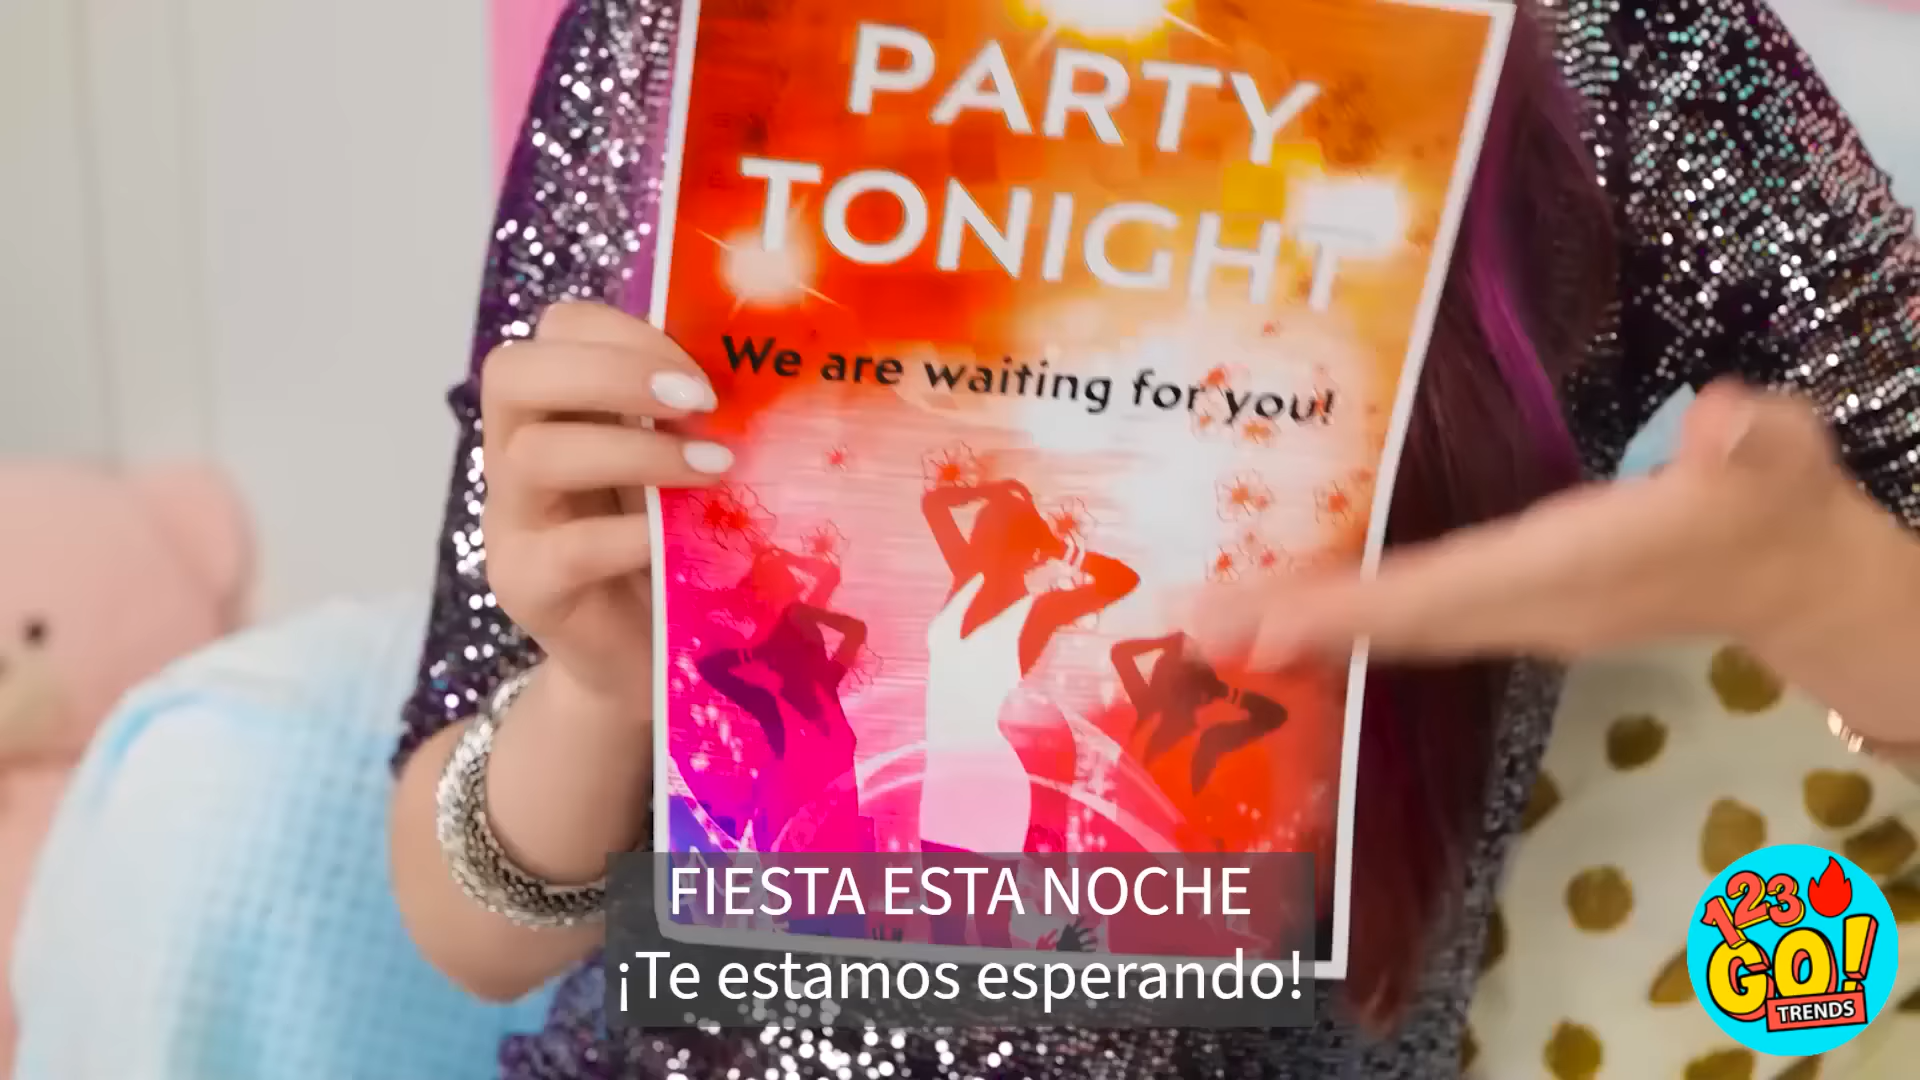 PARTY
TONIGHT
We are waiting for you!
FIESTA ESTA NOCHE
¡Te estamos esperando!
123
GO!
TRENDS